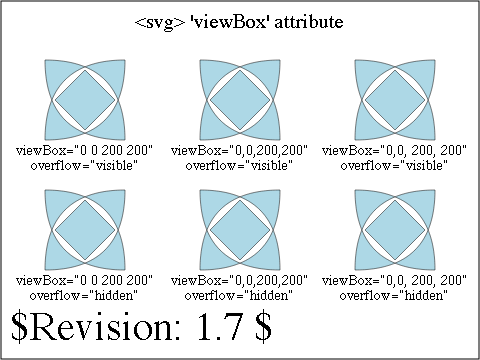 <svg> 'viewBox' attribute
viewBox="0 0 200 200" viewBox="0,0,200,200" viewBox="0,0, 200, 200"
overflow="visible" overflow="visible" overflow="visible"
viewBox="0 0 200 200" viewBox="0,0,200,200" viewBox="0,0, 200, 200"
overflow="hidden" overflow="hidden" overflow="hidden"
$Revision: 1.7 $